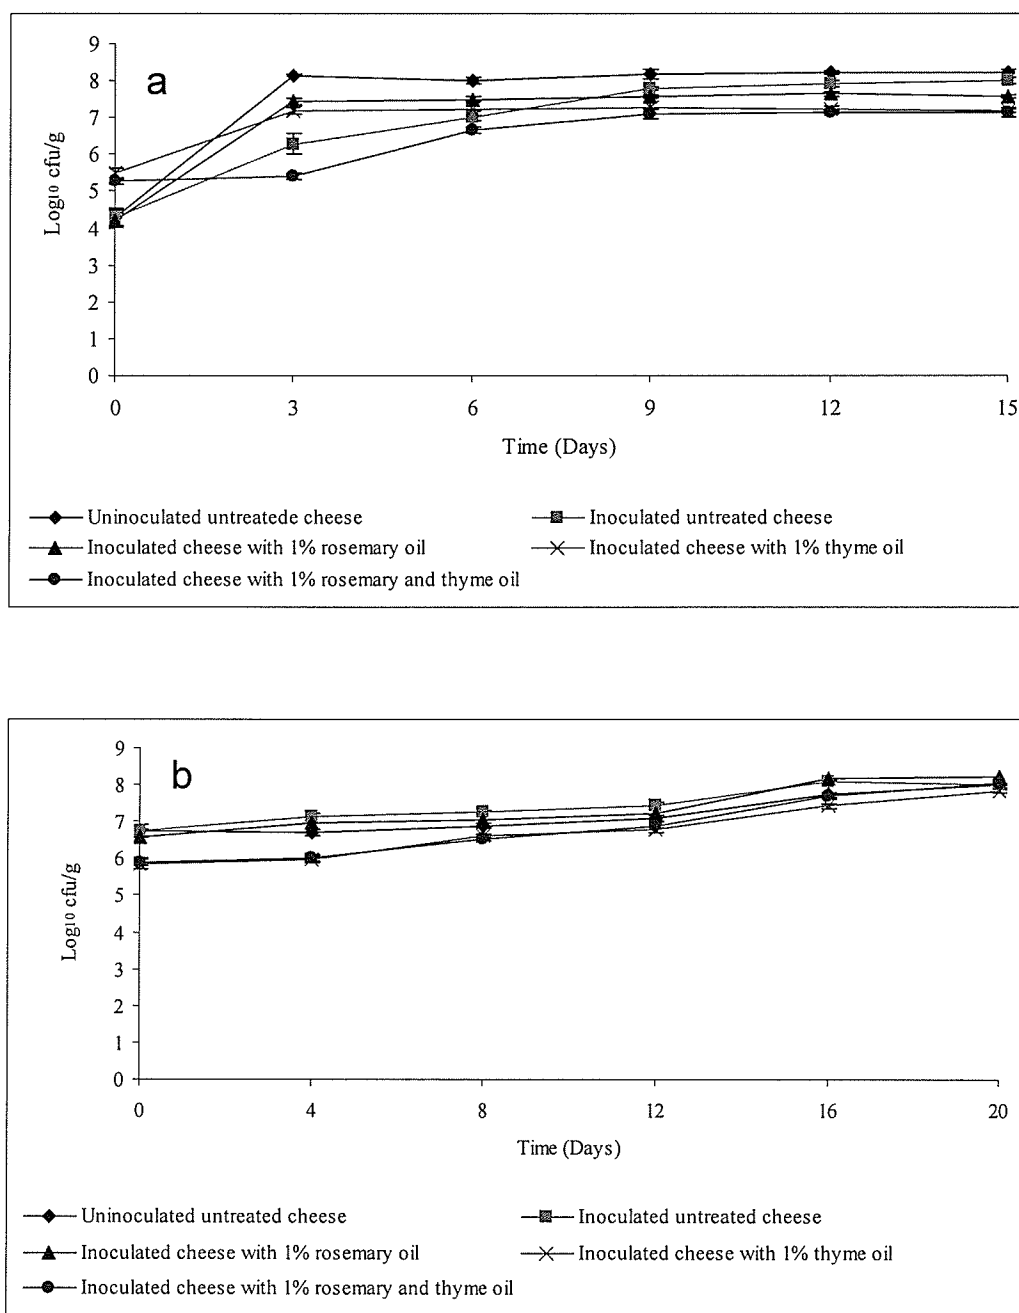 a
9
8
7
6
5
4
3
2
1
0
Log10 cfu/g
0 3 6 9 12 15
Time (Days)
Uninoculated untreatede cheese Inoculated untreated cheese
Inoculated cheese with 1% rosemary oil Inoculated cheese with 1% thyme oil
Inoculated cheese with 1% rosemary and thyme oil
b
9
8
7
6
5
4
3
2
1
0
Log10 cfu/g
0 4 8 12 16 20
Time (Days)
Uninoculated untreated cheese Inoculated untreated cheese
Inoculated cheese with 1% rosemary oil Inoculated cheese with 1% thyme oil
Inoculated cheese with 1% rosemary and thyme oil